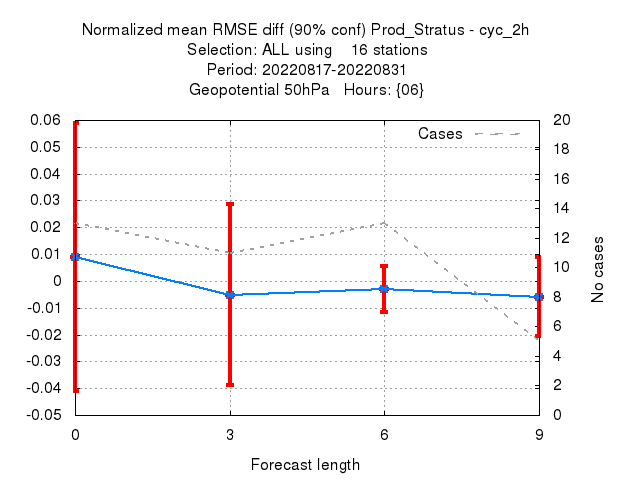 Normalized mean RMSE diff (90% conf) Prod_Stratus - cyc_2h
Selection: ALL using    16 stations
Period: 20220817-20220831
Geopotential 50hPa   Hours: {06}
0.06
0.05
0.04
0.03
0.02
0.01
0
-0.01
-0.02
-0.03
-0.04
-0.05
Cases
20
18
16
14
12
10
8
6
4
2
0
No cases
0 3 6 9
Forecast length